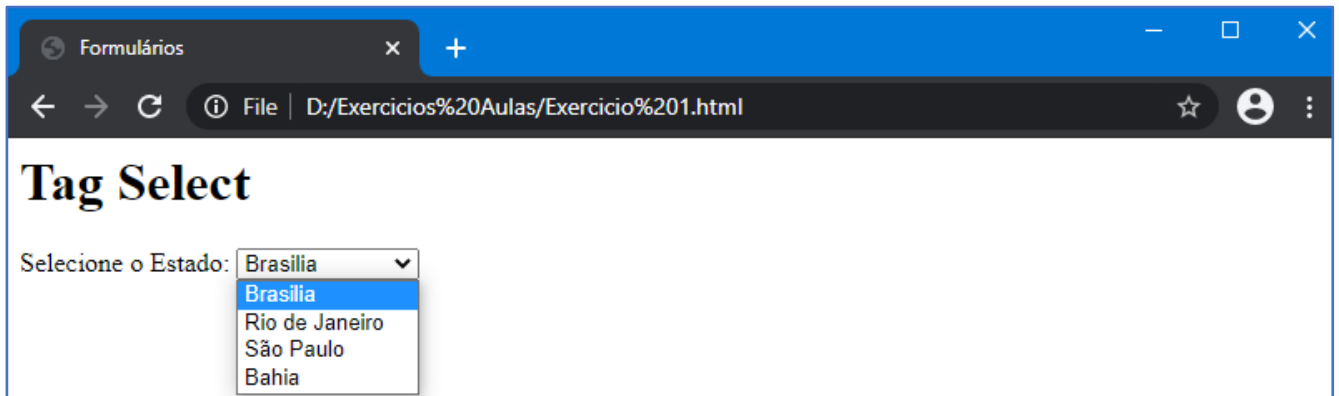 Formulários
File | D:/Exercicios%20Aulas/Exercicio%201.html
Tag Select
Selecione o Estado: Brasilia
Brasilia
Rio de Janeiro
São Paulo
Bahia